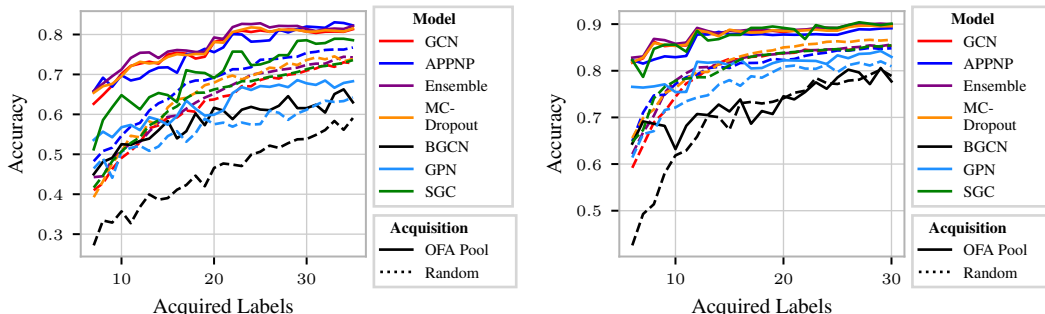 0.8
0.7
0.6
0.5
0.4
0.3
Accuracy
10
20
30
Acquired Labels
Model
GCN
APPNP
Ensemble
MC-
Dropout
BGCN
GPN
SGC
Acquisition
OFA Pool
Random
0.9
0.8
0.7
0.6
0.5
Accuracy
10
20
30
Acquired Labels
Model
GCN
APPNP
Ensemble
MC-
Dropout
BGCN
GPN
SGC
Acquisition
OFA Pool
Random